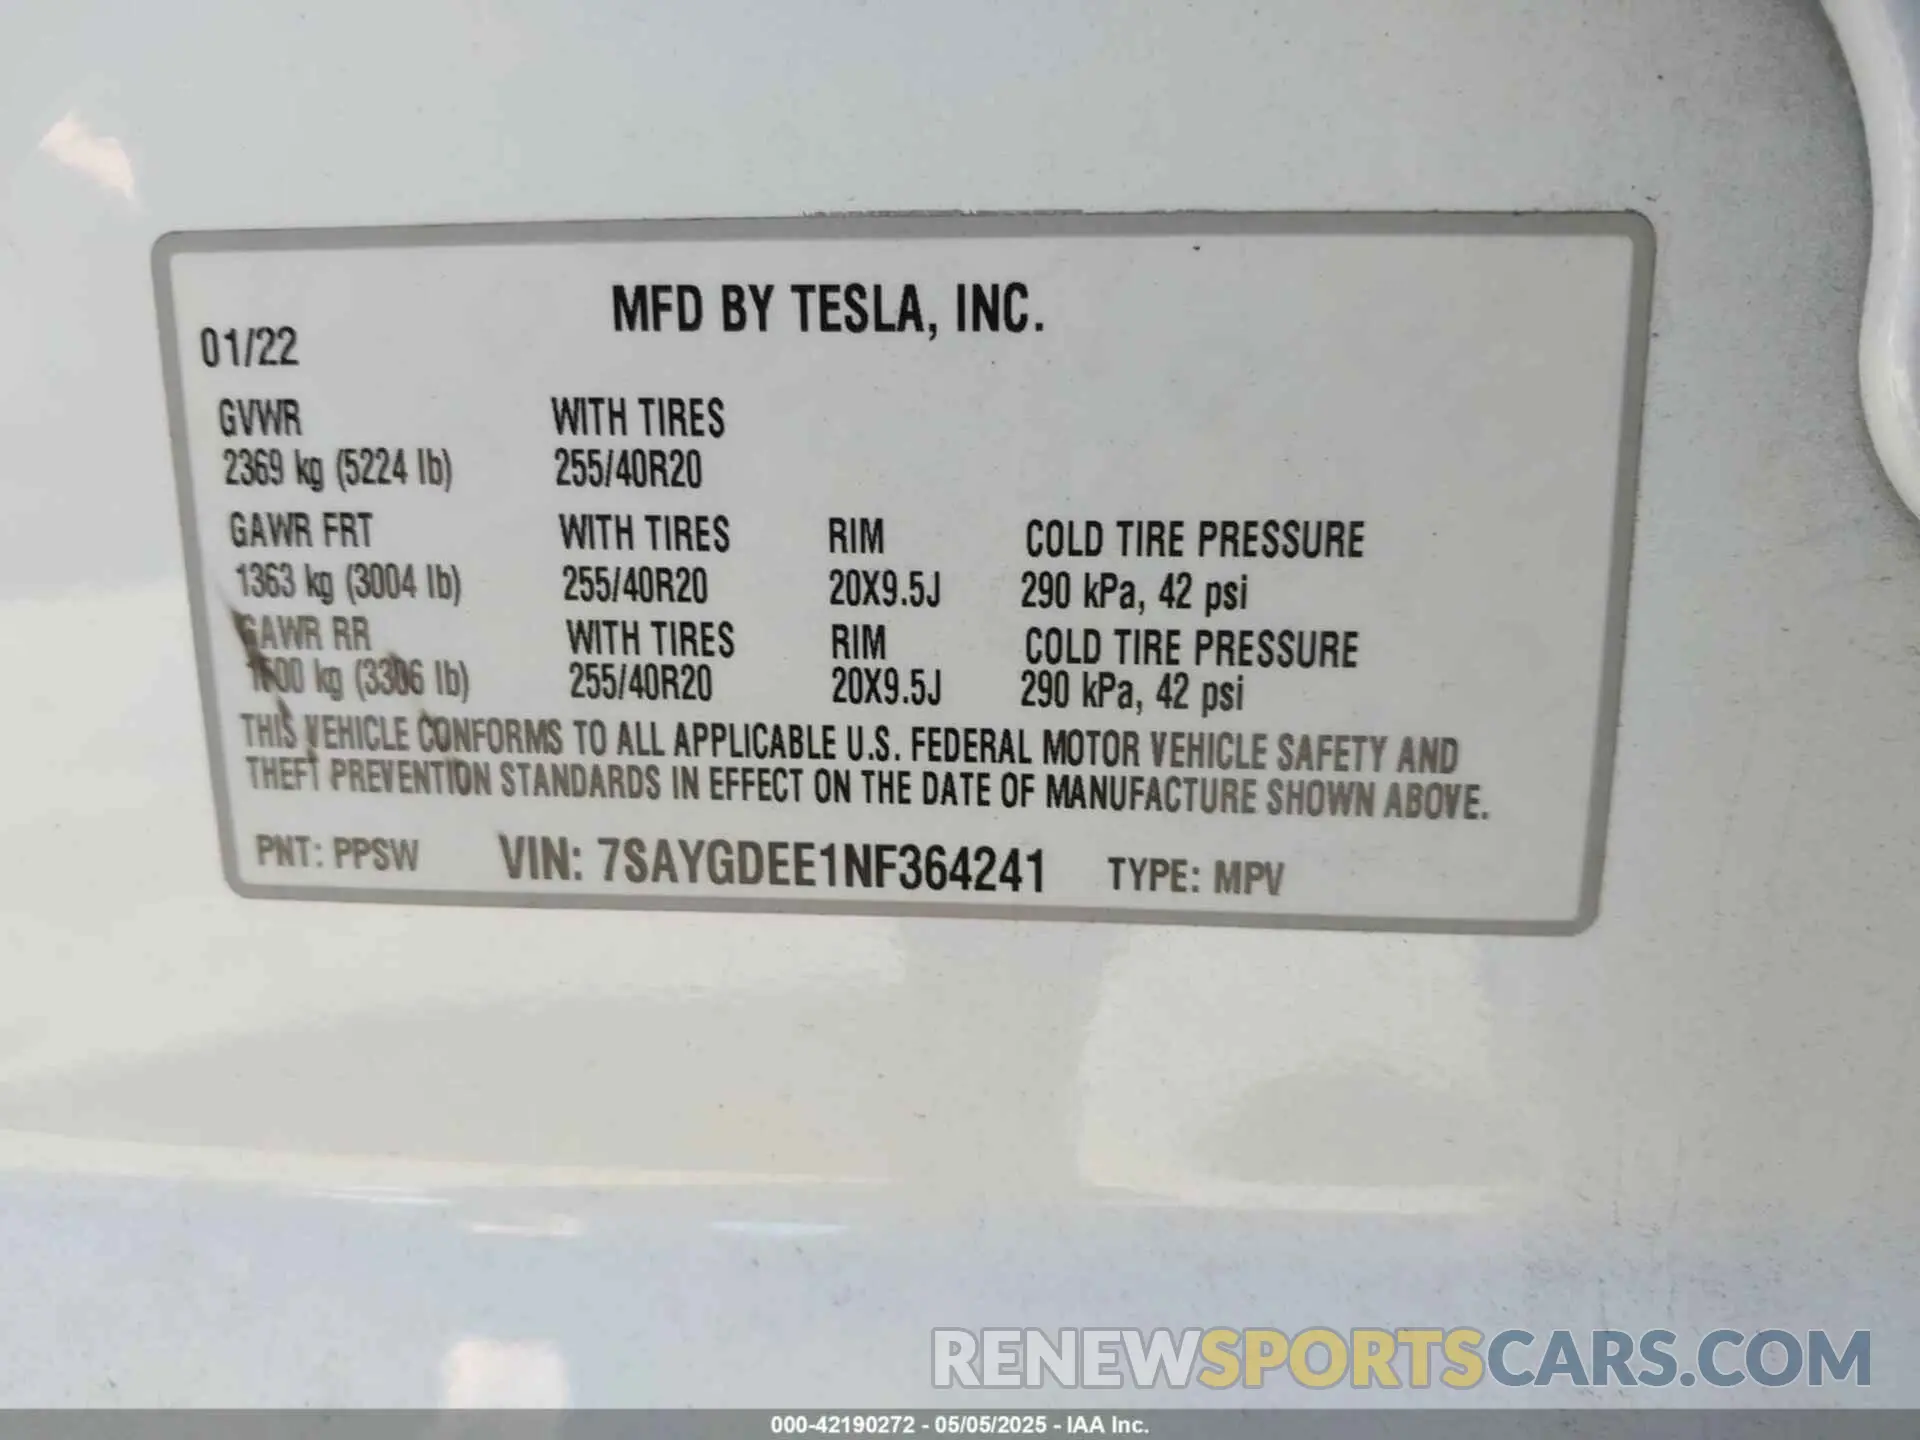 MFD BY TESLA, INC.
01/22
GVWR WITH TIRES
2369 kg (5224 lb) 255/40R20
GAWR FRT WITH TIRES RIM COLD TIRE PRESSURE
1363 kg (3004 lb) 255/40R20 20X9.5J 290 kPa, 42 psi
GAWR RR WITH TIRES RIM COLD TIRE PRESSURE
1500 kg (3306 lb) 255/40R20 20X9.5J 290 kPa, 42 psi
THIS VEHICLE CONFORMS TO ALL APPLICABLE U.S. FEDERAL MOTOR VEHICLE SAFETY AND
THEFT PREVENTION STANDARDS IN EFFECT ON THE DATE OF MANUFACTURE SHOWN ABOVE.
PNT: PPSW VIN: 7SAYGDEE1NF364241 TYPE: MPV
RENEWSPORTSCARS.COM
000-42190272 - 05/05/2025 - IAA Inc.